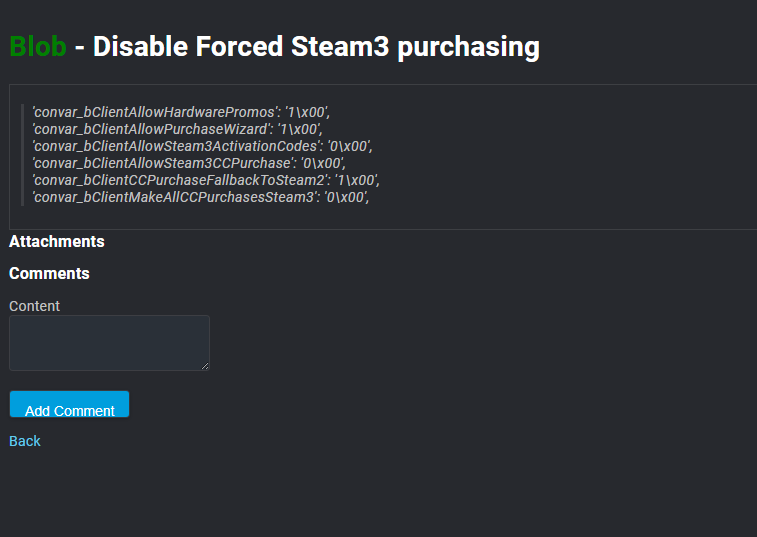 Blob - Disable Forced Steam3 purchasing
'convar_bClientAllowHardwarePromos': '1\x00',
'convar_bClientAllowPurchaseWizard': '1\x00',
'convar_bClientAllowSteam3ActivationCodes': '0\x00',
'convar_bClientAllowSteam3CCPurchase': '0\x00',
'convar_bClientCCPurchaseFallbackToSteam2': '1\x00',
'convar_bClientMakeAllCCPurchasesSteam3': '0\x00',
Attachments
Comments
Content
Add Comment
Back